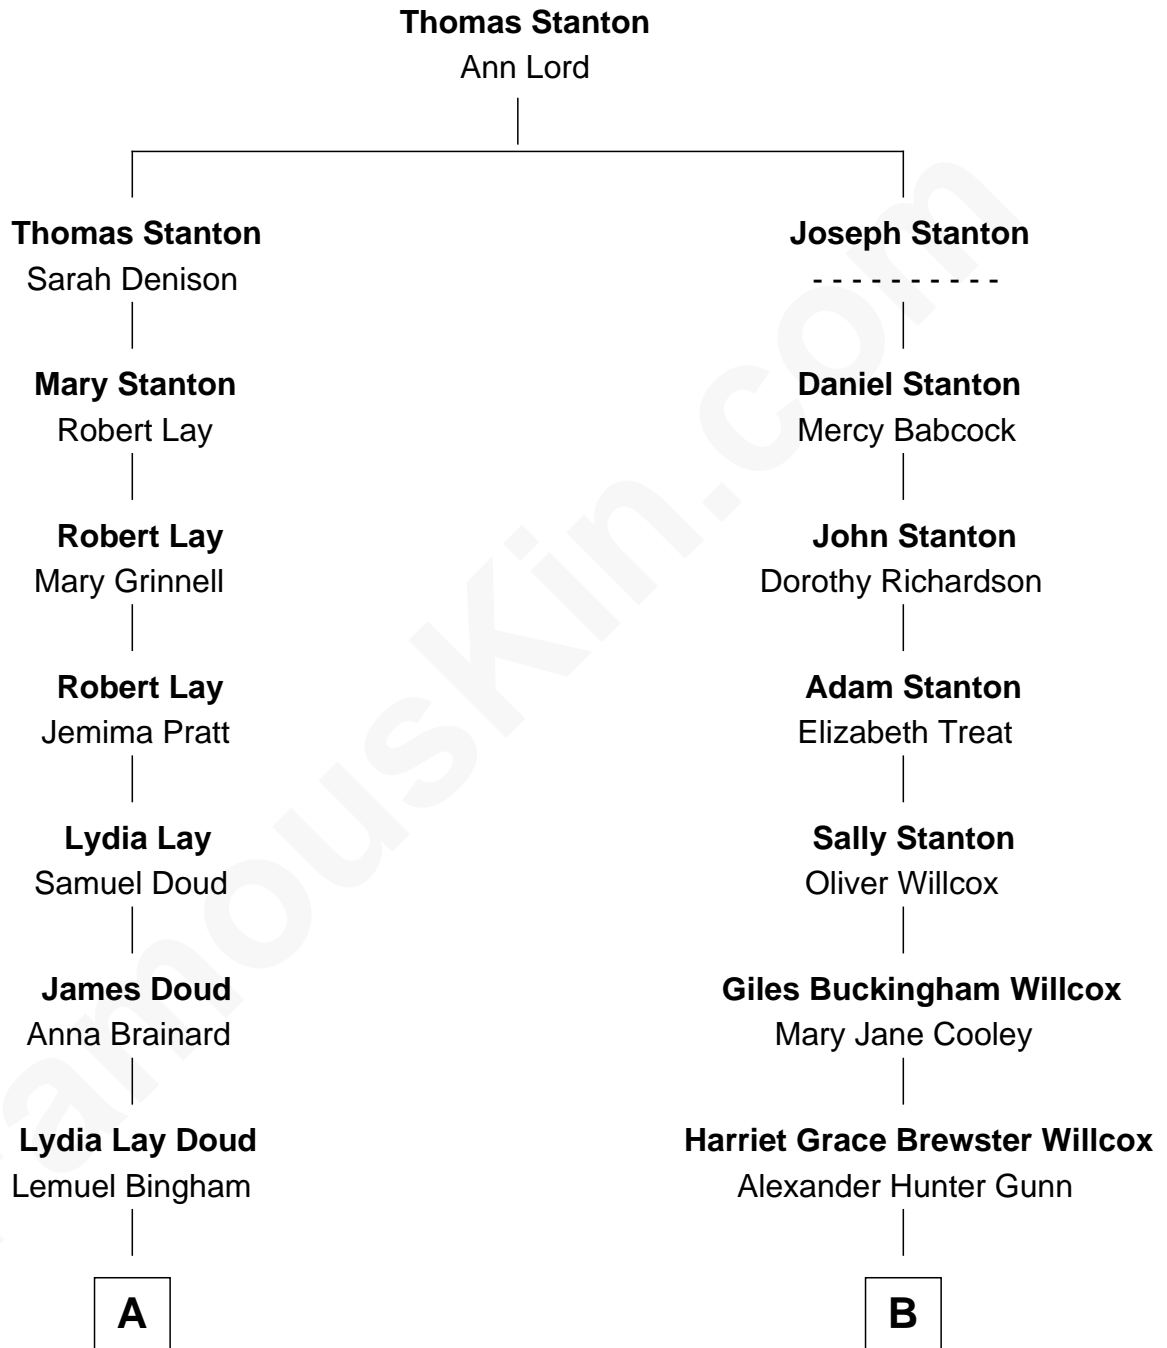 Thomas Stanton
Ann Lord
Thomas Stanton
Sarah Denison
Mary Stanton
Robert Lay
Robert Lay
Mary Grinnell
Robert Lay
Jemima Pratt
Lydia Lay
Samuel Doud
James Doud
Anna Brainard
Lydia Lay Doud
Lemuel Bingham
A
Joseph Stanton
- - - - - - - - - -
Daniel Stanton
Mercy Babcock
John Stanton
Dorothy Richardson
Adam Stanton
Elizabeth Treat
Sally Stanton
Oliver Willcox
Giles Buckingham Willcox
Mary Jane Cooley
Harriet Grace Brewster Willcox
Alexander Hunter Gunn
B
FamousKin.com